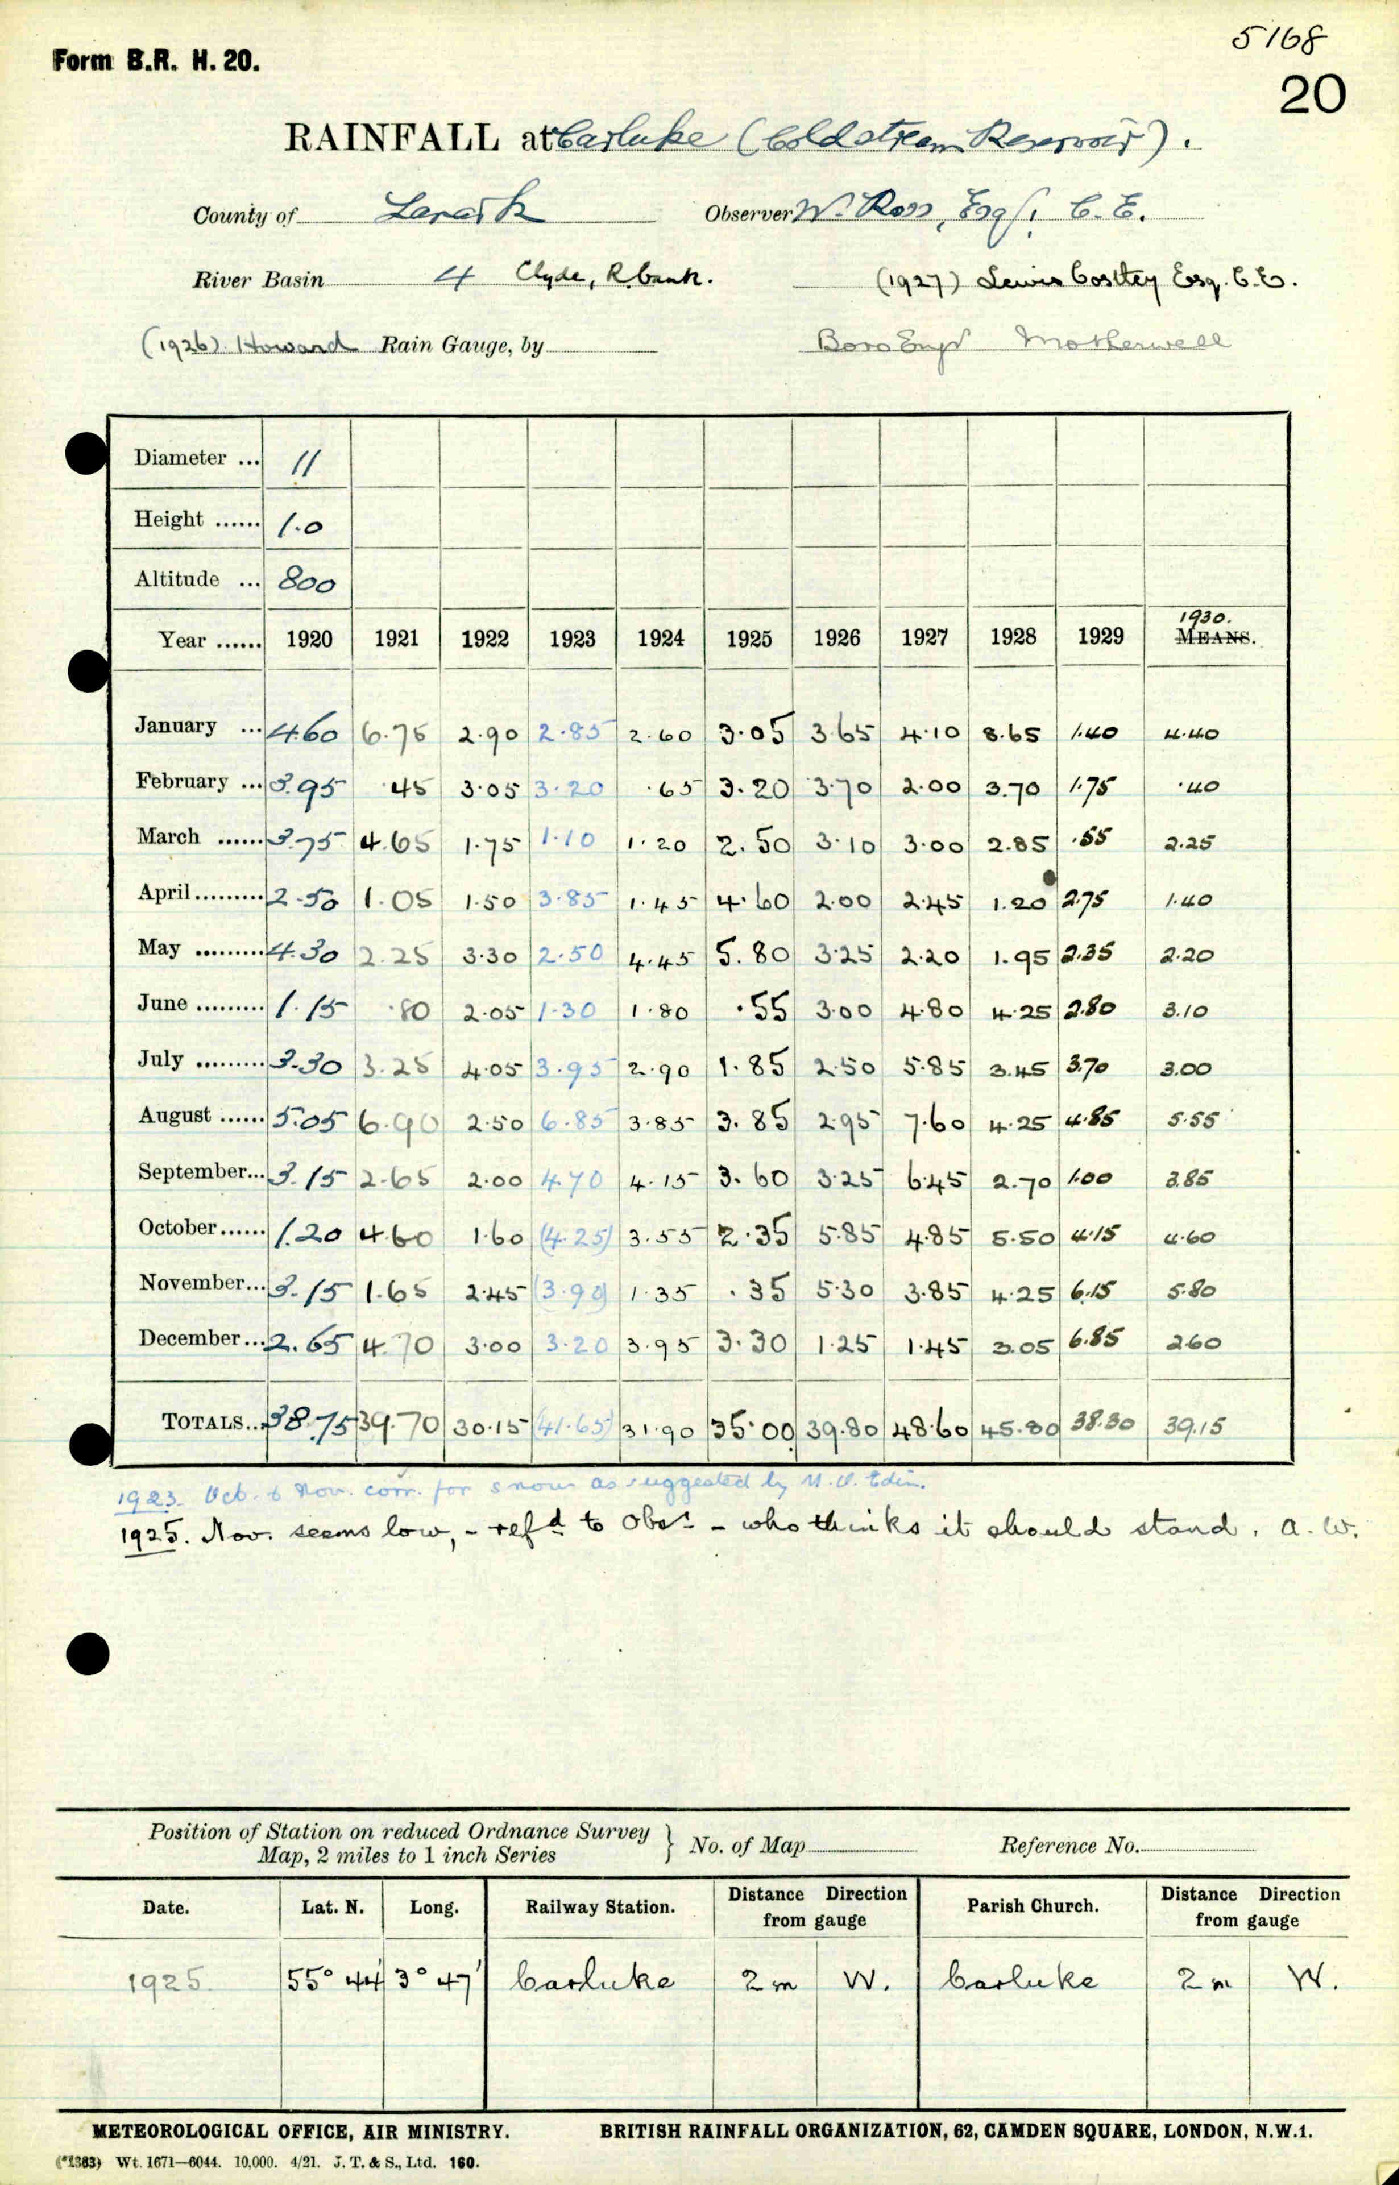 5168
Form B.R. H. 20.
20
RAINFALL at Carluke (Coldstream Reservoir).
County of Lanark Observer W. Ross, Esq., C.E.
River Basin 4 Clyde, R. bank. (1927) Lewis Costley Esq. C.E.
(1926) Howard Rain Gauge, by Boro Engr Motherwell
Diameter ... 11
Height ...... 1.0
Altitude ... 800
1930.
Year ...... 1920 1921 1922 1923 1924 1925 1926 1927 1928 1929 MEANS.
January ... 4.60 6.75 2.90 2.85 2.60 3.05 3.65 4.10 8.65 1.40 4.40
February ... 3.95 .45 3.05 3.20 .65 3.20 3.70 2.00 3.70 1.75 .40
March ...... 3.75 4.65 1.75 1.10 1.20 2.50 3.10 3.00 2.85 .55 2.25
April ......... 2.50 1.05 1.50 3.85 1.45 4.60 2.00 2.45 1.20 2.75 1.40
May ......... 4.30 2.25 3.30 2.50 4.45 5.80 3.25 2.20 1.95 2.35 2.20
June ......... 1.15 .80 2.05 1.30 1.80 .55 3.00 4.80 4.25 2.80 3.10
July ......... 3.30 3.25 4.05 3.95 2.90 1.85 2.50 5.85 3.45 3.70 3.00
August ...... 5.05 6.90 2.50 6.85 3.85 3.85 2.95 7.60 4.25 4.85 5.55
September... 3.15 2.65 2.00 4.70 4.15 3.60 3.25 6.45 2.70 1.00 3.85
October...... 1.20 4.60 1.60 (4.25) 3.55 2.35 5.85 4.85 5.50 4.15 4.60
November... 3.15 1.65 2.45 (3.90) 1.35 .35 5.30 3.85 4.25 6.15 5.80
December... 2.65 4.70 3.00 3.20 3.95 3.30 1.25 1.45 3.05 6.85 2.60
TOTALS... 38.75 39.70 30.15 (41.65) 31.90 35.00 39.80 48.60 45.80 38.30 39.15
1923. Oct. & Nov. corr. for snow as suggested by M.O. Edin.
1925. Nov. seems low, - refd to Obsr - who thinks it should stand. A.W.
Position of Station on reduced Ordnance Survey
Map, 2 miles to 1 inch Series } No. of Map Reference No.
Date. Lat. N. Long. Railway Station. Distance Direction from gauge Parish Church. Distance Direction from gauge
1925. 55° 44' 3° 47' Carluke 2 m W. Carluke 2 m W.
METEOROLOGICAL OFFICE, AIR MINISTRY. BRITISH RAINFALL ORGANIZATION, 62, CAMDEN SQUARE, LONDON, N.W.1.
(*1383) Wt. 1671—6044. 10,000. 4/21. J. T. & S., Ltd. 160.